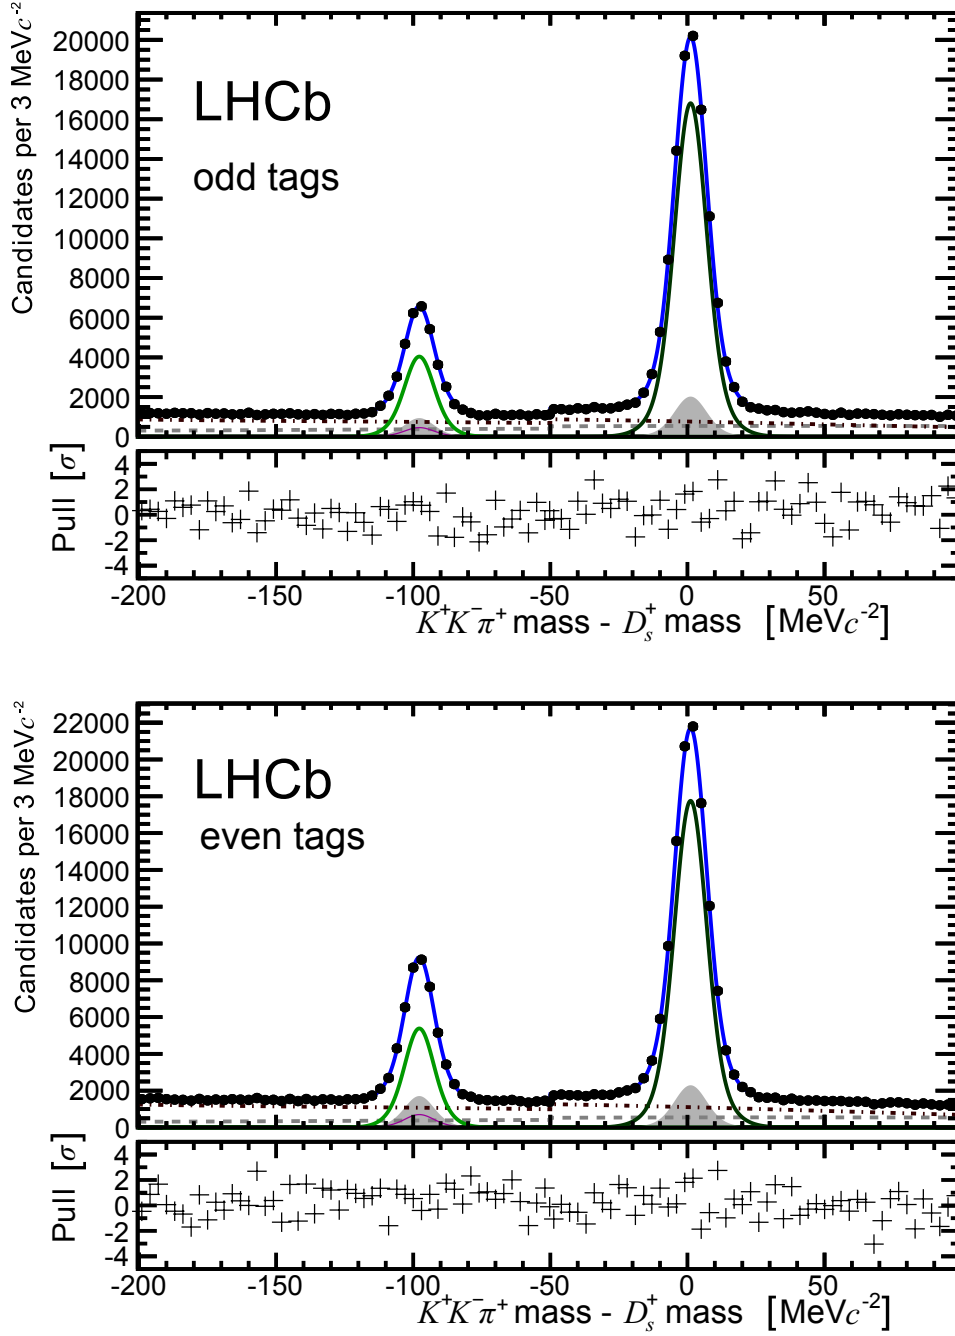 Candidates per 3 MeVc⁻²
20000
18000
16000
14000
12000
10000
8000
6000
4000
2000
0
LHCb
odd tags
Pull [σ]
4
2
0
-2
-4
-200 -150 -100 -50 0 50
K⁺K⁻π⁺ mass - Dₛ⁺ mass [MeVc⁻²]
Candidates per 3 MeVc⁻²
22000
20000
18000
16000
14000
12000
10000
8000
6000
4000
2000
0
LHCb
even tags
Pull [σ]
4
2
0
-2
-4
-200 -150 -100 -50 0 50
K⁺K⁻π⁺ mass - Dₛ⁺ mass [MeVc⁻²]